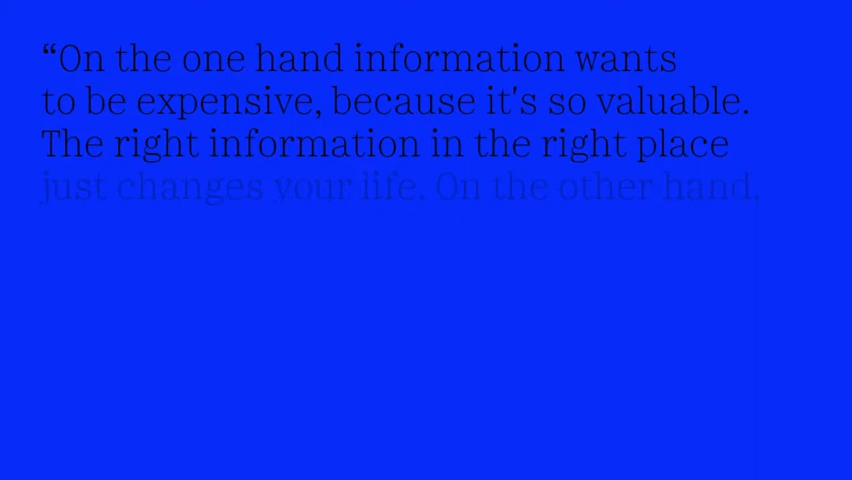 “On the one hand information wants
to be expensive, because it's so valuable.
The right information in the right place
just changes your life. On the other hand,